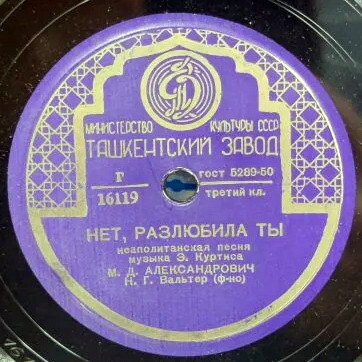 МИНИСТЕРСТВО КУЛЬТУРЫ СССР
ТАШКЕНТСКИЙ ЗАВОД
Г
16119
ГОСТ 5289-50
третий кл.
НЕТ, РАЗЛЮБИЛА ТЫ
неаполитанская песня
музыка Э. Куртиса
М. Д. АЛЕКСАНДРОВИЧ
Н. Г. Вальтер (ф-но)